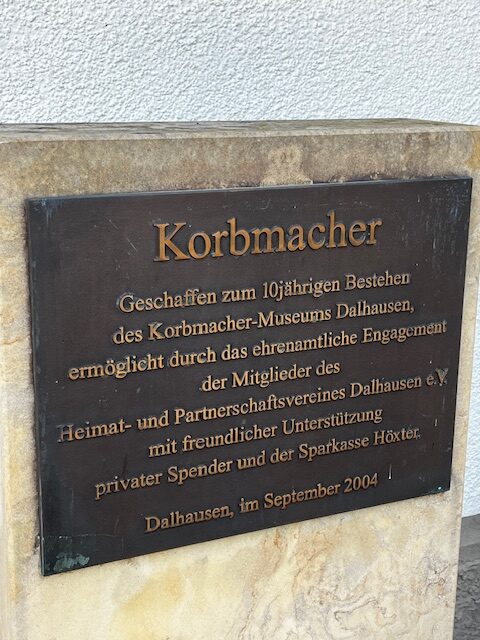 Korbmacher
Geschaffen zum 10jährigen Bestehen
des Korbmacher-Museums Dalhausen,
ermöglicht durch das ehrenamtliche Engagement
der Mitglieder des
Heimat- und Partnerschaftsvereines Dalhausen e.V.
mit freundlicher Unterstützung
privater Spender und der Sparkasse Höxter.
Dalhausen, im September 2004